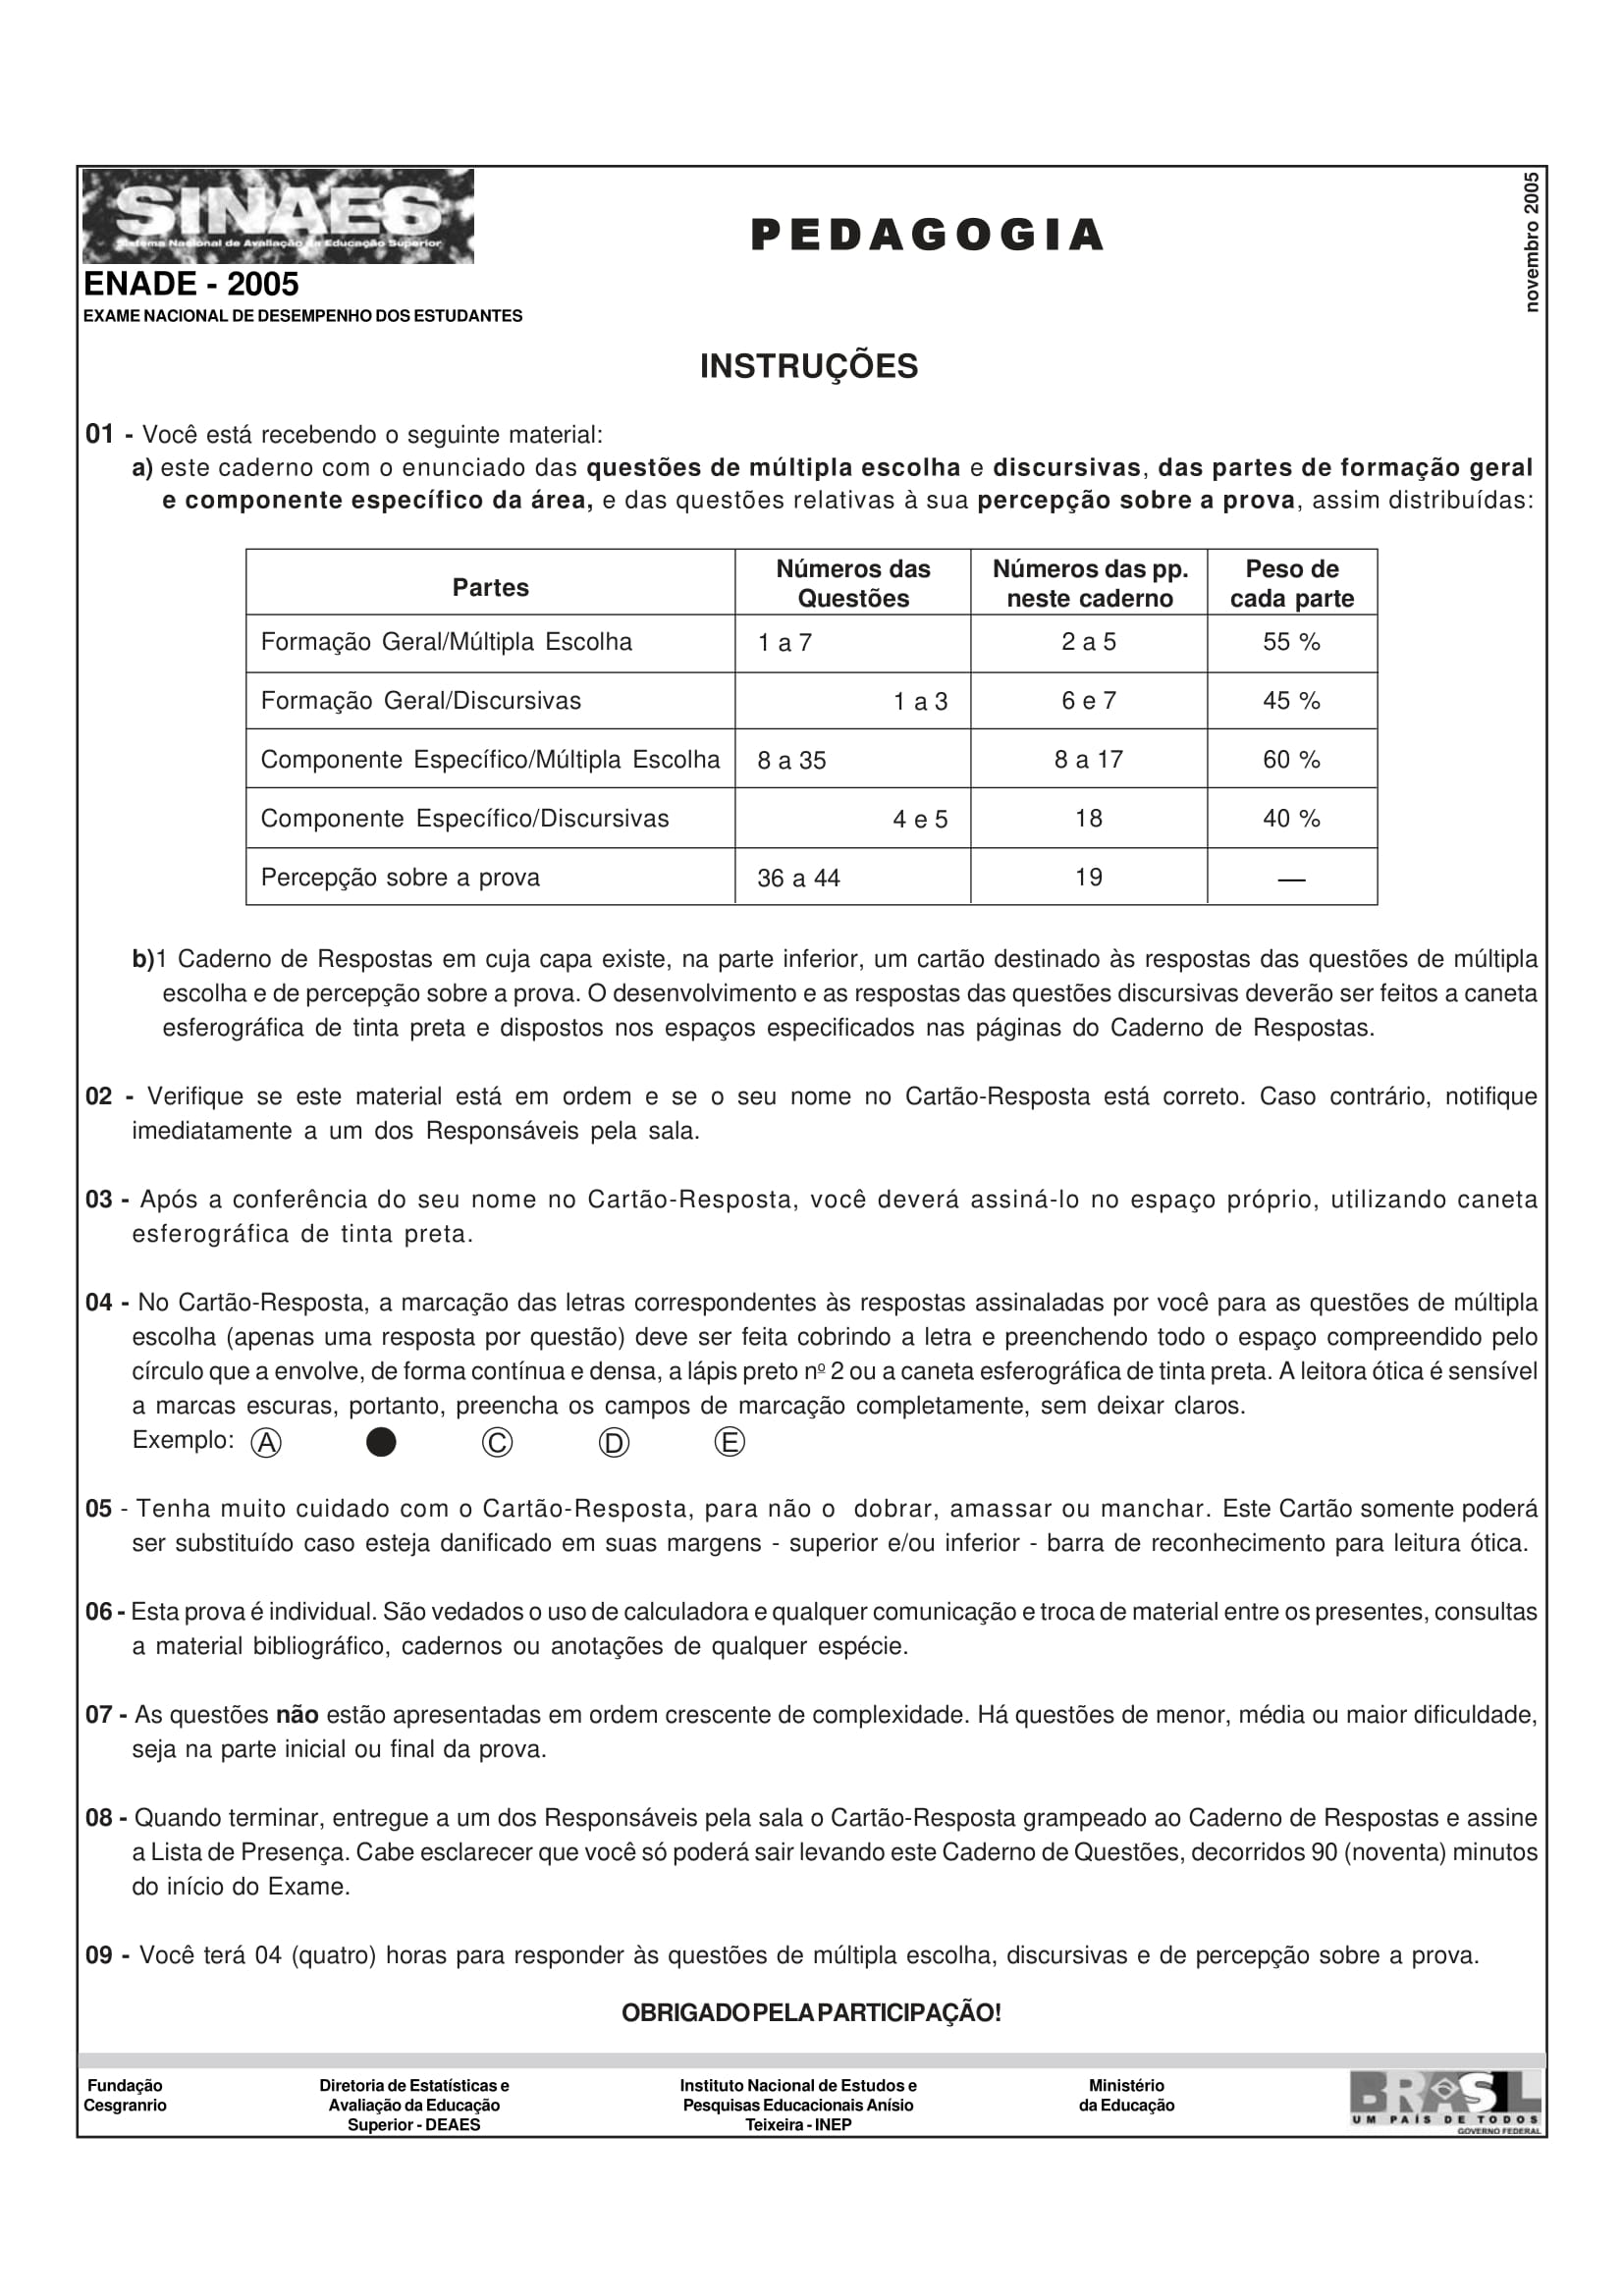 SINAES
Sistema Nacional de Avaliação da Educação Superior
ENADE - 2005
EXAME NACIONAL DE DESEMPENHO DOS ESTUDANTES
PEDAGOGIA
novembro 2005
INSTRUÇÕES
01 - Você está recebendo o seguinte material:
a) este caderno com o enunciado das questões de múltipla escolha e discursivas, das partes de formação geral
e componente específico da área, e das questões relativas à sua percepção sobre a prova, assim distribuídas:
Partes
Números das
Questões
Números das pp.
neste caderno
Peso de
cada parte
Formação Geral/Múltipla Escolha 1 a 7 2 a 5 55 %
Formação Geral/Discursivas 1 a 3 6 e 7 45 %
Componente Específico/Múltipla Escolha 8 a 35 8 a 17 60 %
Componente Específico/Discursivas 4 e 5 18 40 %
Percepção sobre a prova 36 a 44 19 —
b)1 Caderno de Respostas em cuja capa existe, na parte inferior, um cartão destinado às respostas das questões de múltipla
escolha e de percepção sobre a prova. O desenvolvimento e as respostas das questões discursivas deverão ser feitos a caneta
esferográfica de tinta preta e dispostos nos espaços especificados nas páginas do Caderno de Respostas.
02 - Verifique se este material está em ordem e se o seu nome no Cartão-Resposta está correto. Caso contrário, notifique
imediatamente a um dos Responsáveis pela sala.
03 - Após a conferência do seu nome no Cartão-Resposta, você deverá assiná-lo no espaço próprio, utilizando caneta
esferográfica de tinta preta.
04 - No Cartão-Resposta, a marcação das letras correspondentes às respostas assinaladas por você para as questões de múltipla
escolha (apenas uma resposta por questão) deve ser feita cobrindo a letra e preenchendo todo o espaço compreendido pelo
círculo que a envolve, de forma contínua e densa, a lápis preto nº 2 ou a caneta esferográfica de tinta preta. A leitora ótica é sensível
a marcas escuras, portanto, preencha os campos de marcação completamente, sem deixar claros.
Exemplo: Ⓐ ● Ⓒ Ⓓ Ⓔ
05 - Tenha muito cuidado com o Cartão-Resposta, para não o dobrar, amassar ou manchar. Este Cartão somente poderá
ser substituído caso esteja danificado em suas margens - superior e/ou inferior - barra de reconhecimento para leitura ótica.
06 - Esta prova é individual. São vedados o uso de calculadora e qualquer comunicação e troca de material entre os presentes, consultas
a material bibliográfico, cadernos ou anotações de qualquer espécie.
07 - As questões não estão apresentadas em ordem crescente de complexidade. Há questões de menor, média ou maior dificuldade,
seja na parte inicial ou final da prova.
08 - Quando terminar, entregue a um dos Responsáveis pela sala o Cartão-Resposta grampeado ao Caderno de Respostas e assine
a Lista de Presença. Cabe esclarecer que você só poderá sair levando este Caderno de Questões, decorridos 90 (noventa) minutos
do início do Exame.
09 - Você terá 04 (quatro) horas para responder às questões de múltipla escolha, discursivas e de percepção sobre a prova.
OBRIGADO PELA PARTICIPAÇÃO!
Fundação
Cesgranrio
Diretoria de Estatísticas e
Avaliação da Educação
Superior - DEAES
Instituto Nacional de Estudos e
Pesquisas Educacionais Anísio
Teixeira - INEP
Ministério
da Educação
BRASIL
UM PAÍS DE TODOS
GOVERNO FEDERAL